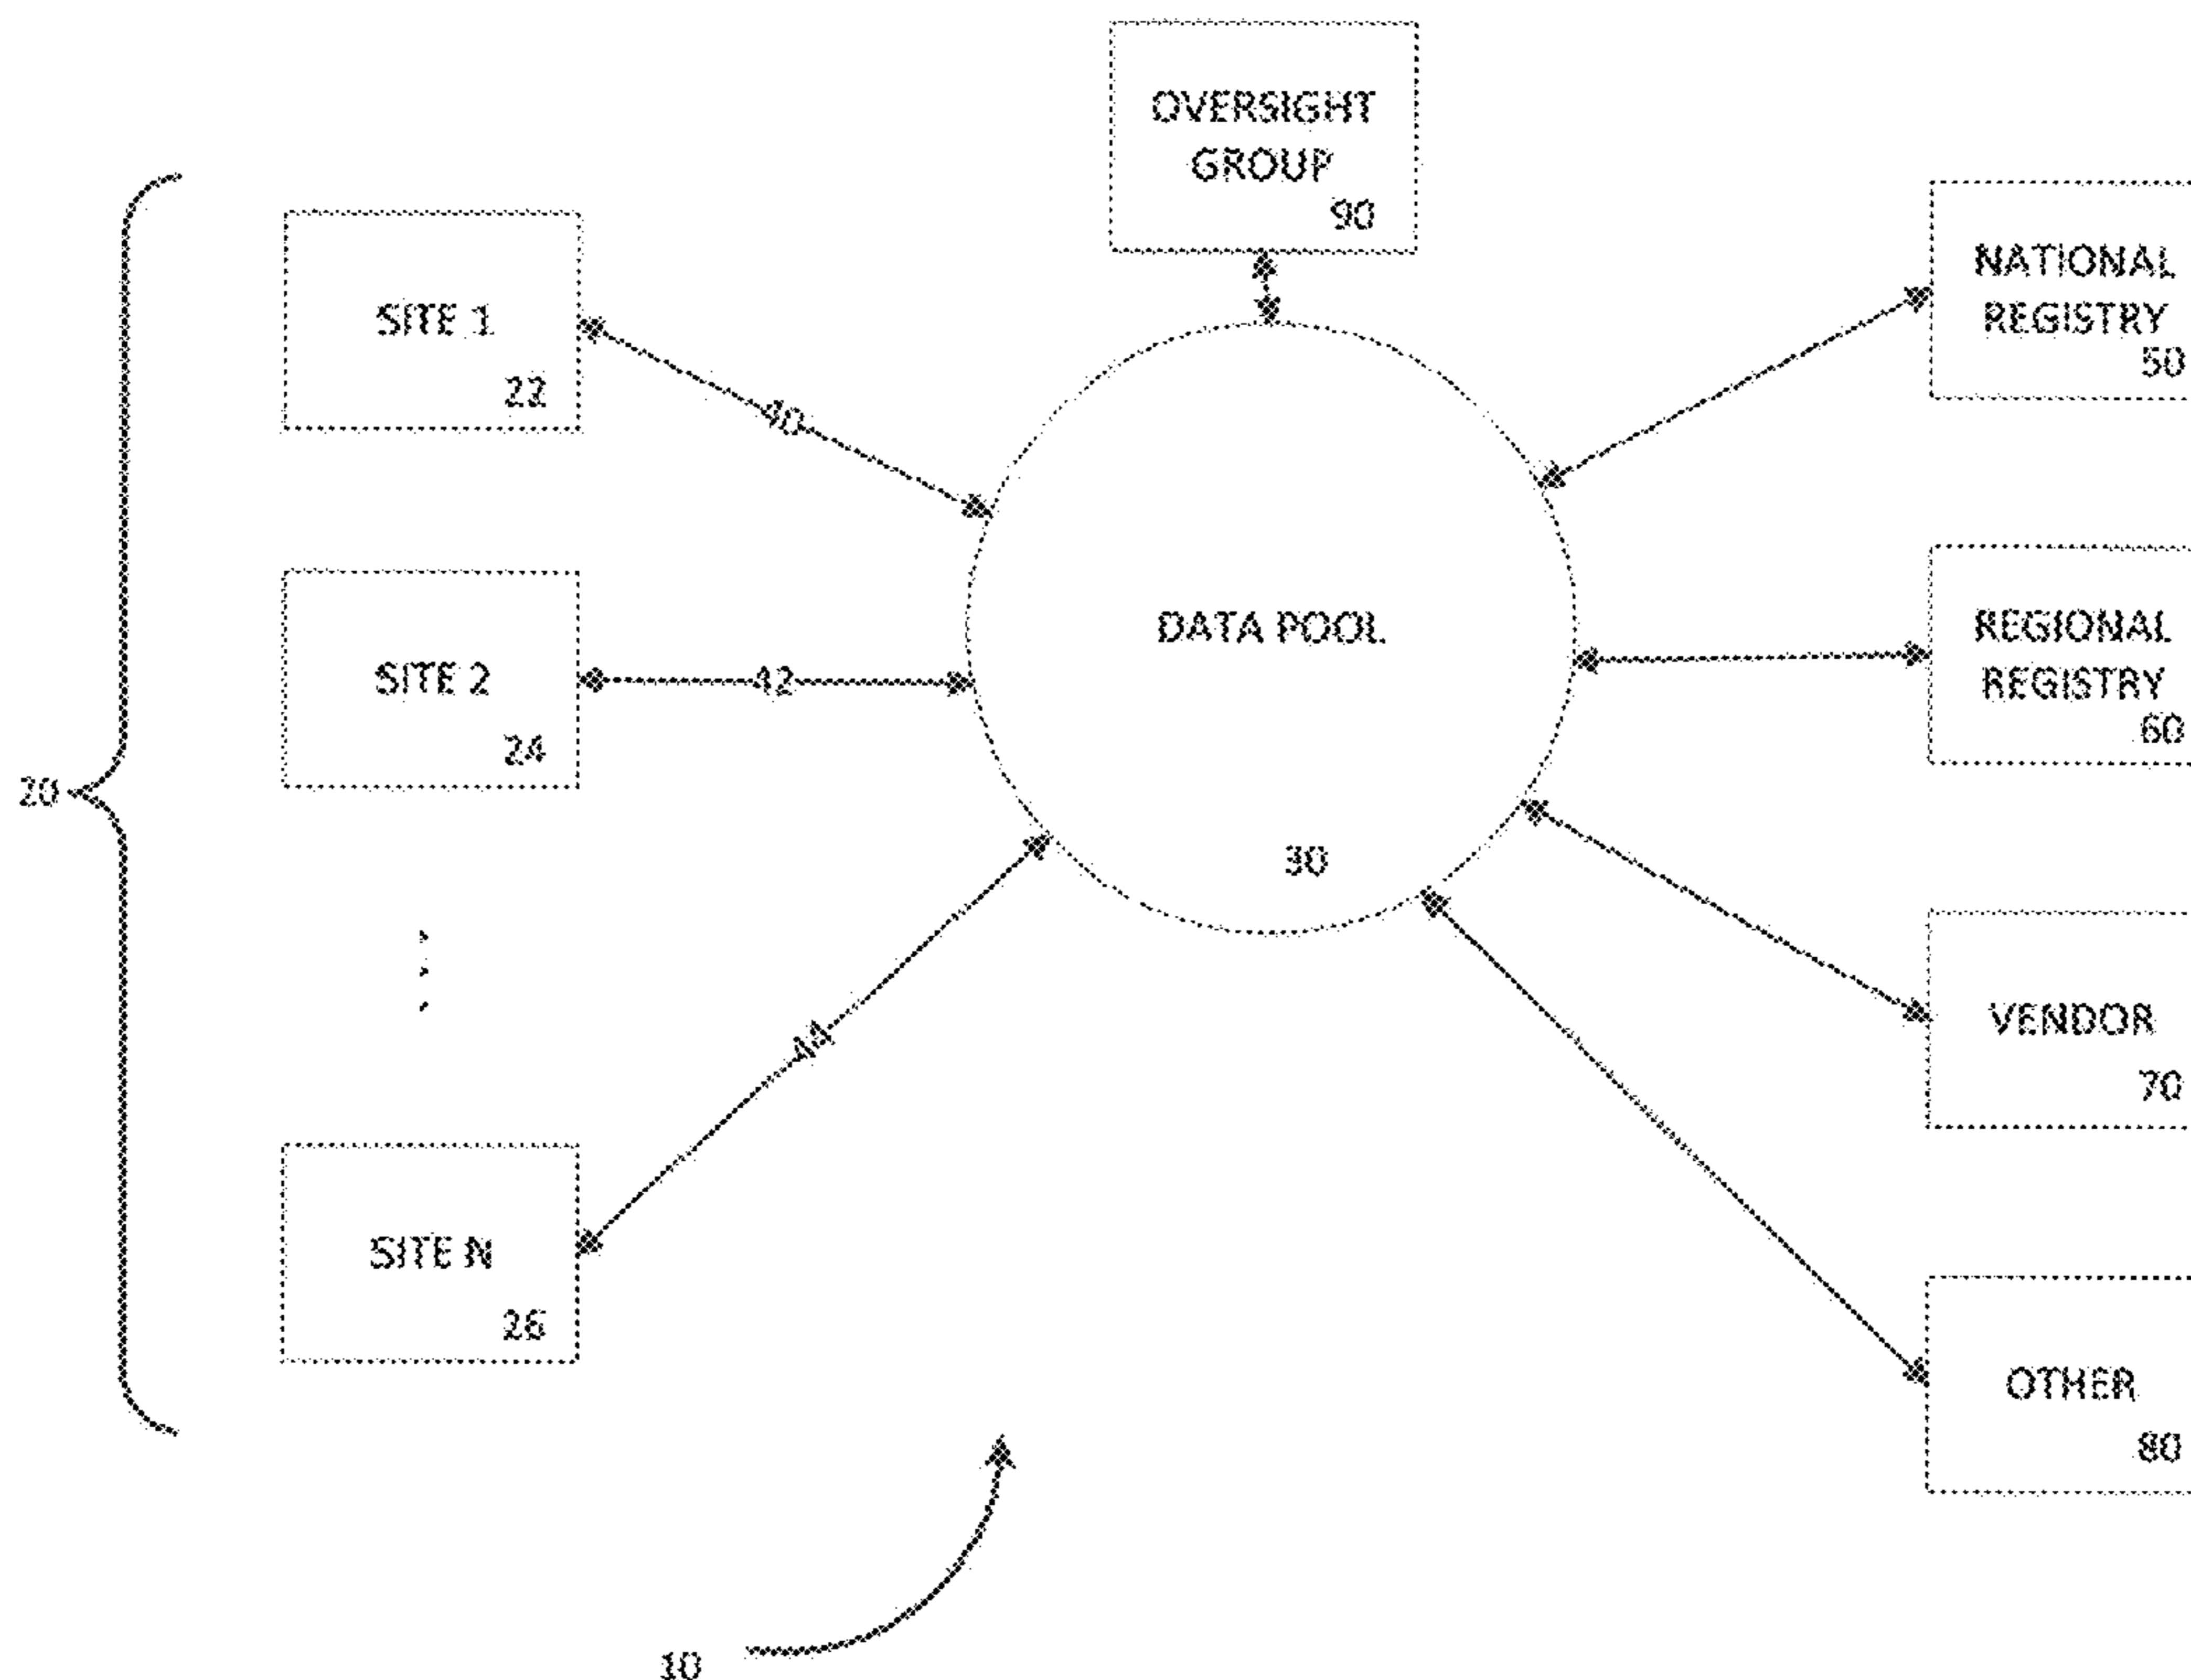 OVERSIGHT
GROUP
90
SITE 1
22
40
NATIONAL
REGISTRY
50
SITE 2
24
42
DATA POOL
30
REGIONAL
REGISTRY
60
20
VENDOR
70
44
SITE N
26
OTHER
80
10